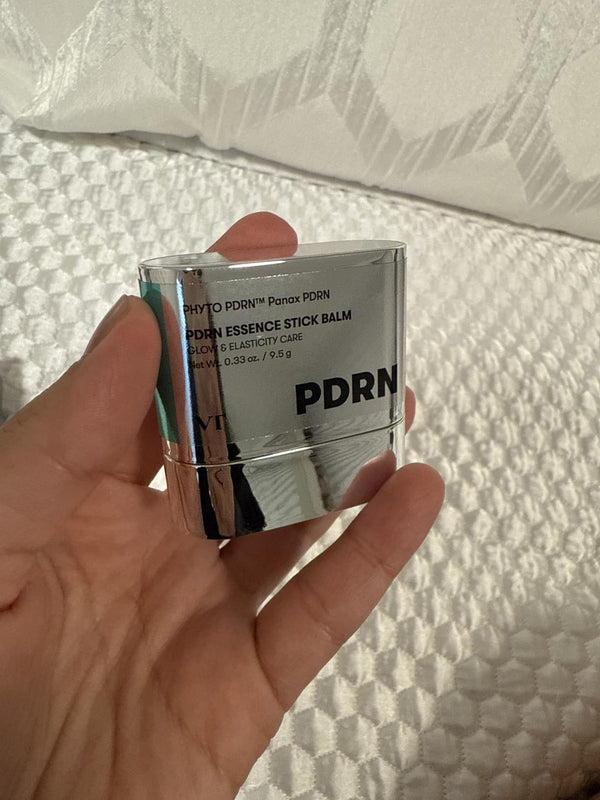 PHYTO PDRN™ Panax PDRN
PDRN ESSENCE STICK BALM
GLOW & ELASTICITY CARE
Net Wt. 0.33 oz. / 9.5 g
PDRN
VT